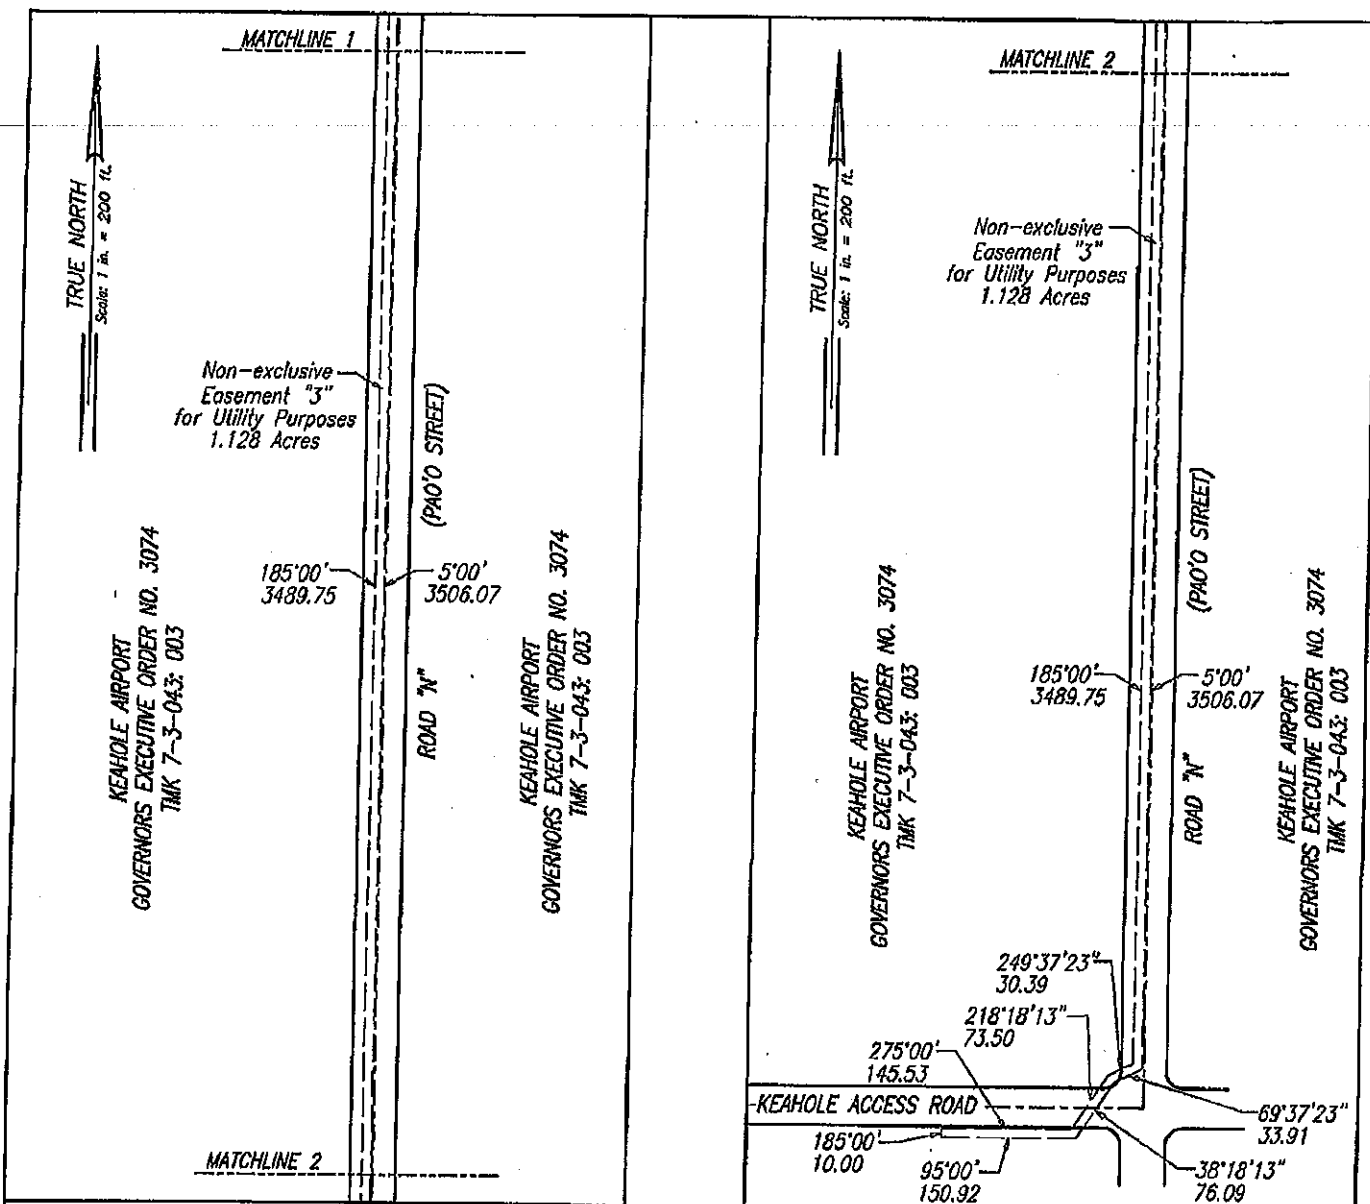 MATCHLINE 1
TRUE NORTH
Scale: 1 in. = 200 ft.
Non-exclusive
Easement "3"
for Utility Purposes
1.128 Acres
(PAO'O STREET)
185°00'
3489.75
5°00'
3506.07
KEAHOLE AIRPORT
GOVERNORS EXECUTIVE ORDER NO. 3074
TMK 7-3-043: 003
ROAD "N"
KEAHOLE AIRPORT
GOVERNORS EXECUTIVE ORDER NO. 3074
TMK 7-3-043: 003
MATCHLINE 2
MATCHLINE 2
TRUE NORTH
Scale: 1 in. = 200 ft.
Non-exclusive
Easement "3"
for Utility Purposes
1.128 Acres
(PAO'O STREET)
185°00'
3489.75
5°00'
3506.07
KEAHOLE AIRPORT
GOVERNORS EXECUTIVE ORDER NO. 3074
TMK 7-3-043: 003
ROAD "N"
KEAHOLE AIRPORT
GOVERNORS EXECUTIVE ORDER NO. 3074
TMK 7-3-043: 003
249°37'23"
30.39
218°18'13"
73.50
275°00'
145.53
KEAHOLE ACCESS ROAD
69°37'23"
33.91
185°00'
10.00
95°00'
150.92
38°18'13"
76.09